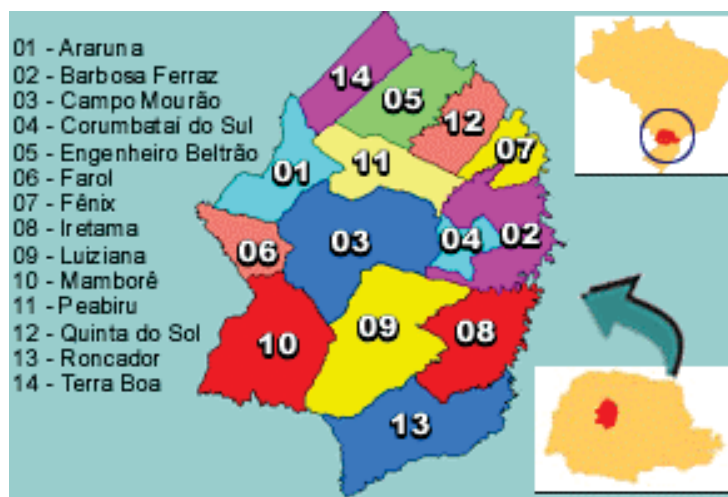 01 - Araruna
02 - Barbosa Ferraz
03 - Campo Mourão
04 - Corumbataí do Sul
05 - Engenheiro Beltrão
06 - Farol
07 - Fênix
08 - Iretama
09 - Luiziana
10 - Mamborê
11 - Peabiru
12 - Quinta do Sol
13 - Roncador
14 - Terra Boa
14
05
12
07
11
01
03
04
02
06
10
09
08
13